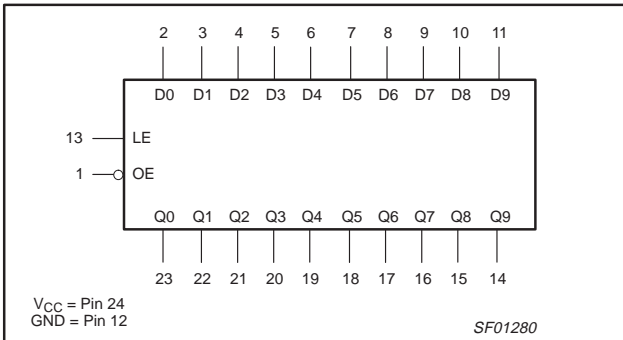 2 3 4 5 6 7 8 9 10 11
D0 D1 D2 D3 D4 D5 D6 D7 D8 D9
13 LE
1 OE
Q0 Q1 Q2 Q3 Q4 Q5 Q6 Q7 Q8 Q9
23 22 21 20 19 18 17 16 15 14
VCC = Pin 24
GND = Pin 12
SF01280